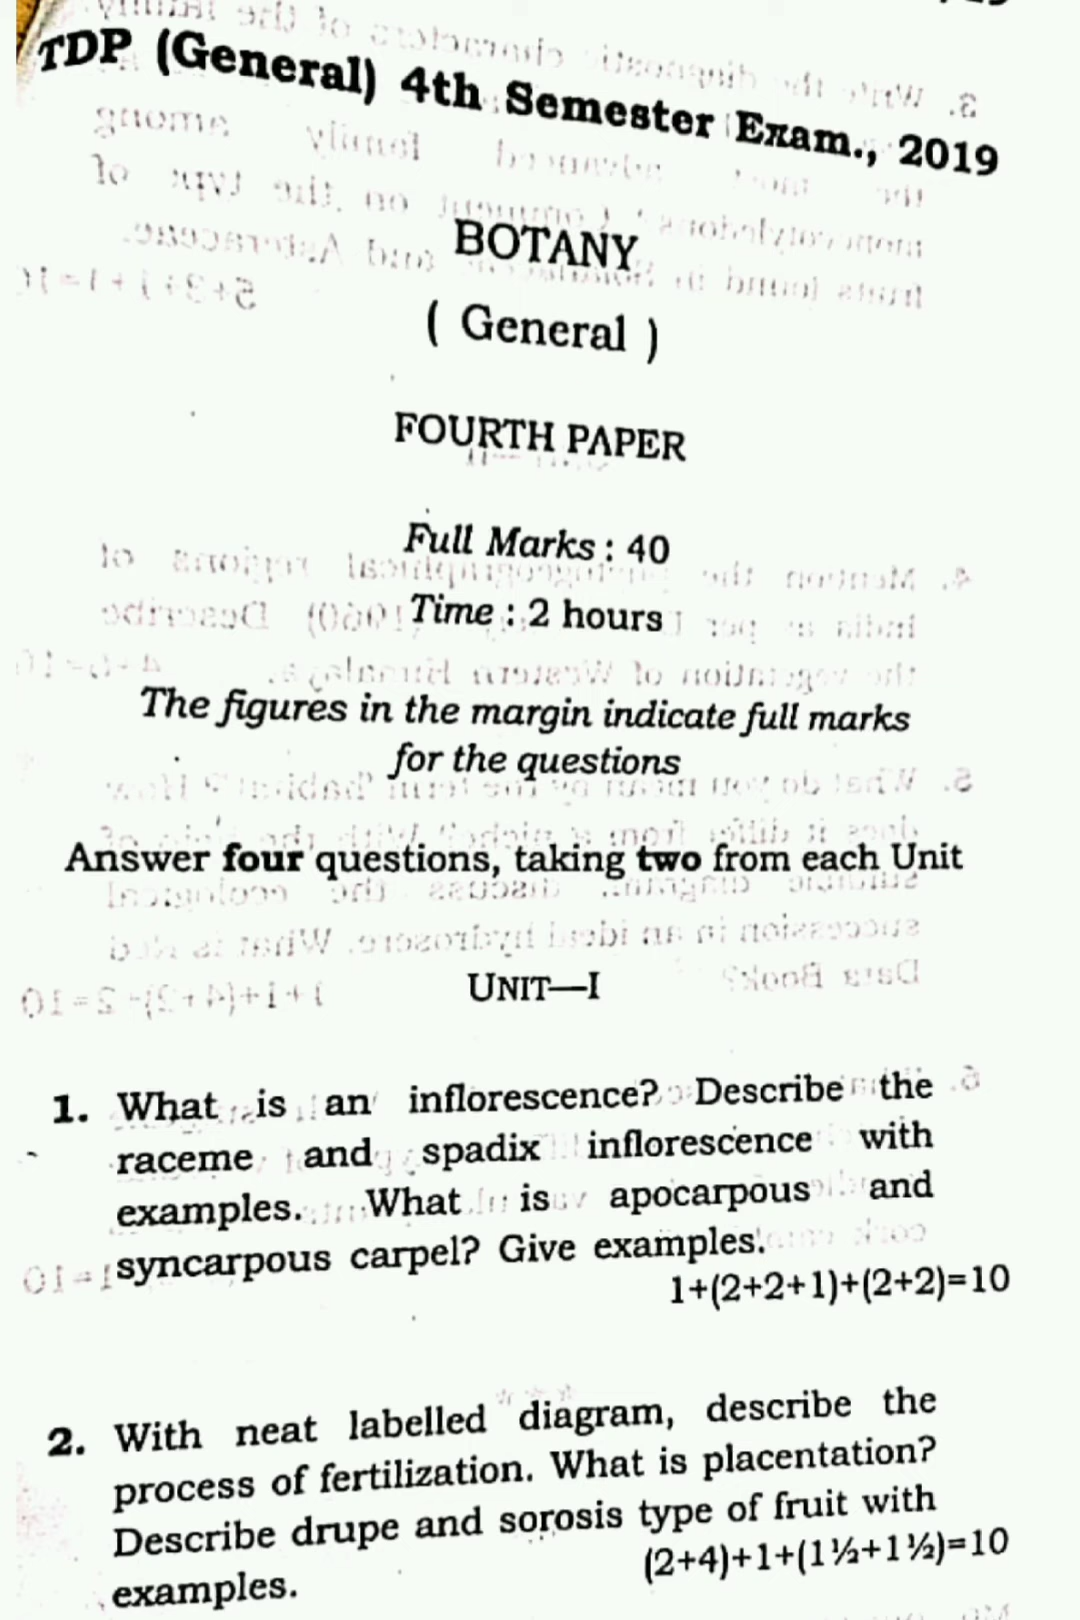 TDP (General) 4th Semester Exam., 2019
BOTANY
( General )
FOURTH PAPER
Full Marks : 40
Time : 2 hours
The figures in the margin indicate full marks
for the questions
Answer four questions, taking two from each Unit
UNIT—I
1. What is an inflorescence? Describe the
raceme and spadix inflorescence with
examples. What is apocarpous and
syncarpous carpel? Give examples.
1+(2+2+1)+(2+2)=10
2. With neat labelled diagram, describe the
process of fertilization. What is placentation?
Describe drupe and sorosis type of fruit with
examples.
(2+4)+1+(1½+1½)=10